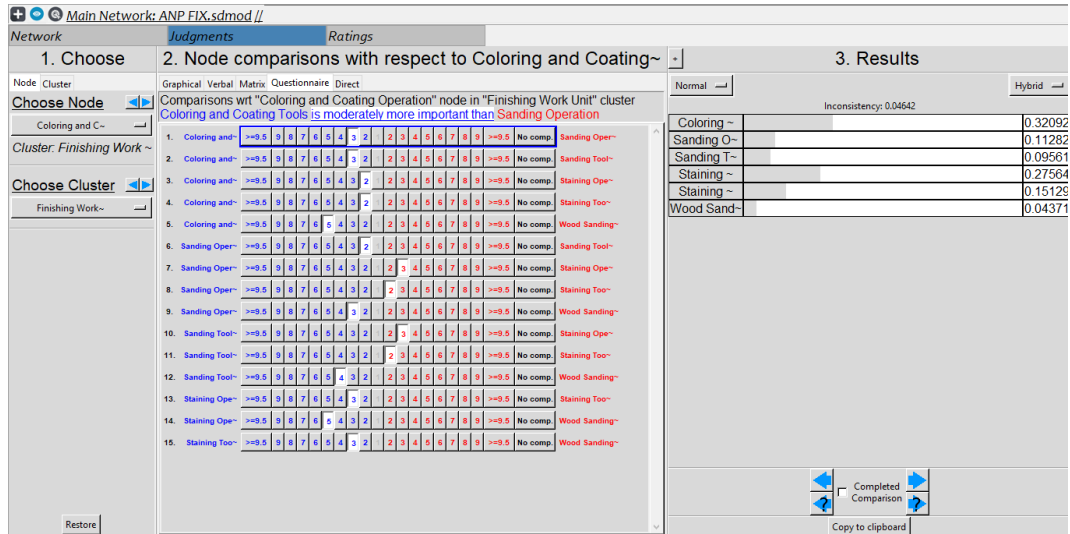 Main Network: ANP FIX.sdmod //
Network Judgments Ratings
1. Choose
Node Cluster
Choose Node
Coloring and C~
Cluster: Finishing Work ~
Choose Cluster
Finishing Work~
Restore
2. Node comparisons with respect to Coloring and Coating~
Graphical Verbal Matrix Questionnaire Direct
Comparisons wrt "Coloring and Coating Operation" node in "Finishing Work Unit" cluster
Coloring and Coating Tools is moderately more important than Sanding Operation
1. Coloring and~ >=9.5 9 8 7 6 5 4 3 2 1 2 3 4 5 6 7 8 9 >=9.5 No comp. Sanding Oper~
2. Coloring and~ >=9.5 9 8 7 6 5 4 3 2 1 2 3 4 5 6 7 8 9 >=9.5 No comp. Sanding Tool~
3. Coloring and~ >=9.5 9 8 7 6 5 4 3 2 1 2 3 4 5 6 7 8 9 >=9.5 No comp. Staining Ope~
4. Coloring and~ >=9.5 9 8 7 6 5 4 3 2 1 2 3 4 5 6 7 8 9 >=9.5 No comp. Staining Too~
5. Coloring and~ >=9.5 9 8 7 6 5 4 3 2 1 2 3 4 5 6 7 8 9 >=9.5 No comp. Wood Sanding~
6. Sanding Oper~ >=9.5 9 8 7 6 5 4 3 2 1 2 3 4 5 6 7 8 9 >=9.5 No comp. Sanding Tool~
7. Sanding Oper~ >=9.5 9 8 7 6 5 4 3 2 1 2 3 4 5 6 7 8 9 >=9.5 No comp. Staining Ope~
8. Sanding Oper~ >=9.5 9 8 7 6 5 4 3 2 1 2 3 4 5 6 7 8 9 >=9.5 No comp. Staining Too~
9. Sanding Oper~ >=9.5 9 8 7 6 5 4 3 2 1 2 3 4 5 6 7 8 9 >=9.5 No comp. Wood Sanding~
10. Sanding Tool~ >=9.5 9 8 7 6 5 4 3 2 1 2 3 4 5 6 7 8 9 >=9.5 No comp. Staining Ope~
11. Sanding Tool~ >=9.5 9 8 7 6 5 4 3 2 1 2 3 4 5 6 7 8 9 >=9.5 No comp. Staining Too~
12. Sanding Tool~ >=9.5 9 8 7 6 5 4 3 2 1 2 3 4 5 6 7 8 9 >=9.5 No comp. Wood Sanding~
13. Staining Ope~ >=9.5 9 8 7 6 5 4 3 2 1 2 3 4 5 6 7 8 9 >=9.5 No comp. Staining Too~
14. Staining Ope~ >=9.5 9 8 7 6 5 4 3 2 1 2 3 4 5 6 7 8 9 >=9.5 No comp. Wood Sanding~
15. Staining Too~ >=9.5 9 8 7 6 5 4 3 2 1 2 3 4 5 6 7 8 9 >=9.5 No comp. Wood Sanding~
3. Results
Normal Hybrid
Inconsistency: 0.04642
Coloring ~ 0.32092
Sanding O~ 0.11282
Sanding T~ 0.09561
Staining ~ 0.27564
Staining ~ 0.15129
Wood Sand~ 0.04371
Completed
Comparison
Copy to clipboard